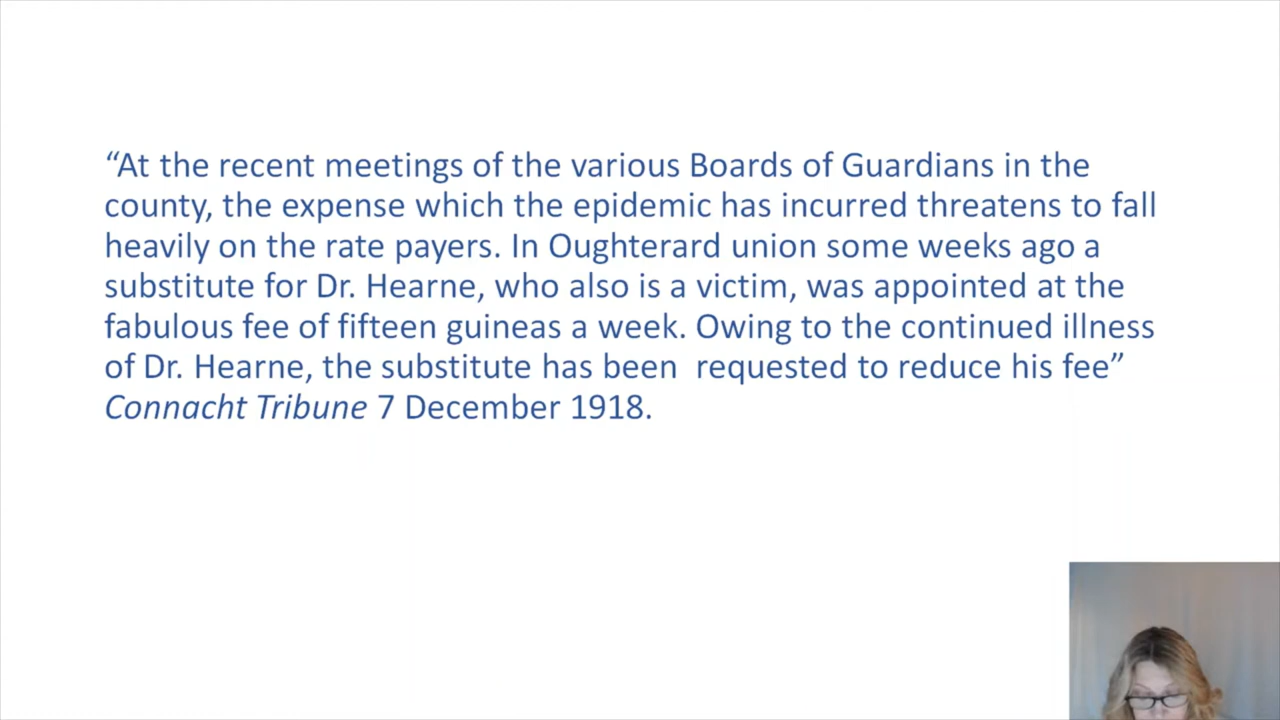 “At the recent meetings of the various Boards of Guardians in the
county, the expense which the epidemic has incurred threatens to fall
heavily on the rate payers. In Oughterard union some weeks ago a
substitute for Dr. Hearne, who also is a victim, was appointed at the
fabulous fee of fifteen guineas a week. Owing to the continued illness
of Dr. Hearne, the substitute has been  requested to reduce his fee”
Connacht Tribune 7 December 1918.